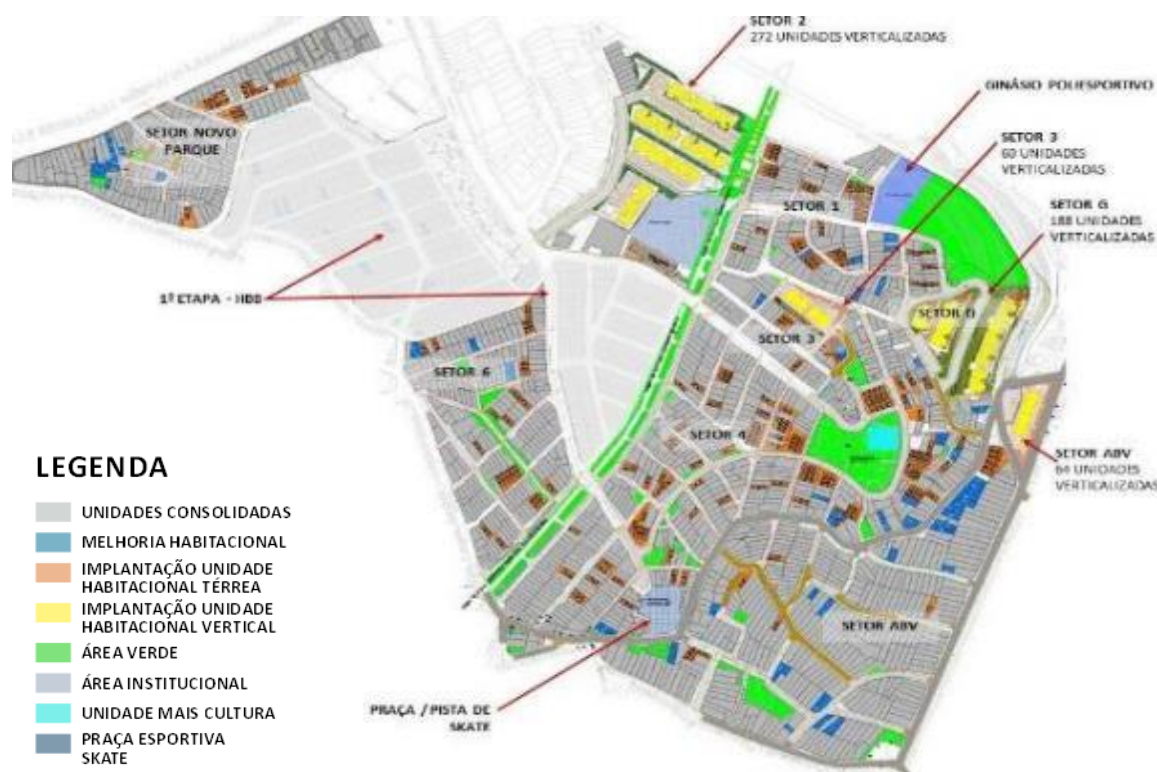 SETOR 2
272 UNIDADES VERTICALIZADAS
GINÁSIO POLIESPORTIVO
SETOR 3
60 UNIDADES
VERTICALIZADAS
SETOR NOVO
PARQUE
SETOR G
188 UNIDADES
VERTICALIZADAS
SETOR 1
1ª ETAPA - HBB
SETOR
SETOR 3
SETOR 6
SETOR 4
SETOR ABV
64 UNIDADES
VERTICALIZADAS
SETOR ABV
PRAÇA /PISTA DE
SKATE
LEGENDA
UNIDADES CONSOLIDADAS
MELHORIA HABITACIONAL
IMPLANTAÇÃO UNIDADE
HABITACIONAL TÉRREA
IMPLANTAÇÃO UNIDADE
HABITACIONAL VERTICAL
ÁREA VERDE
ÁREA INSTITUCIONAL
UNIDADE MAIS CULTURA
PRAÇA ESPORTIVA
SKATE